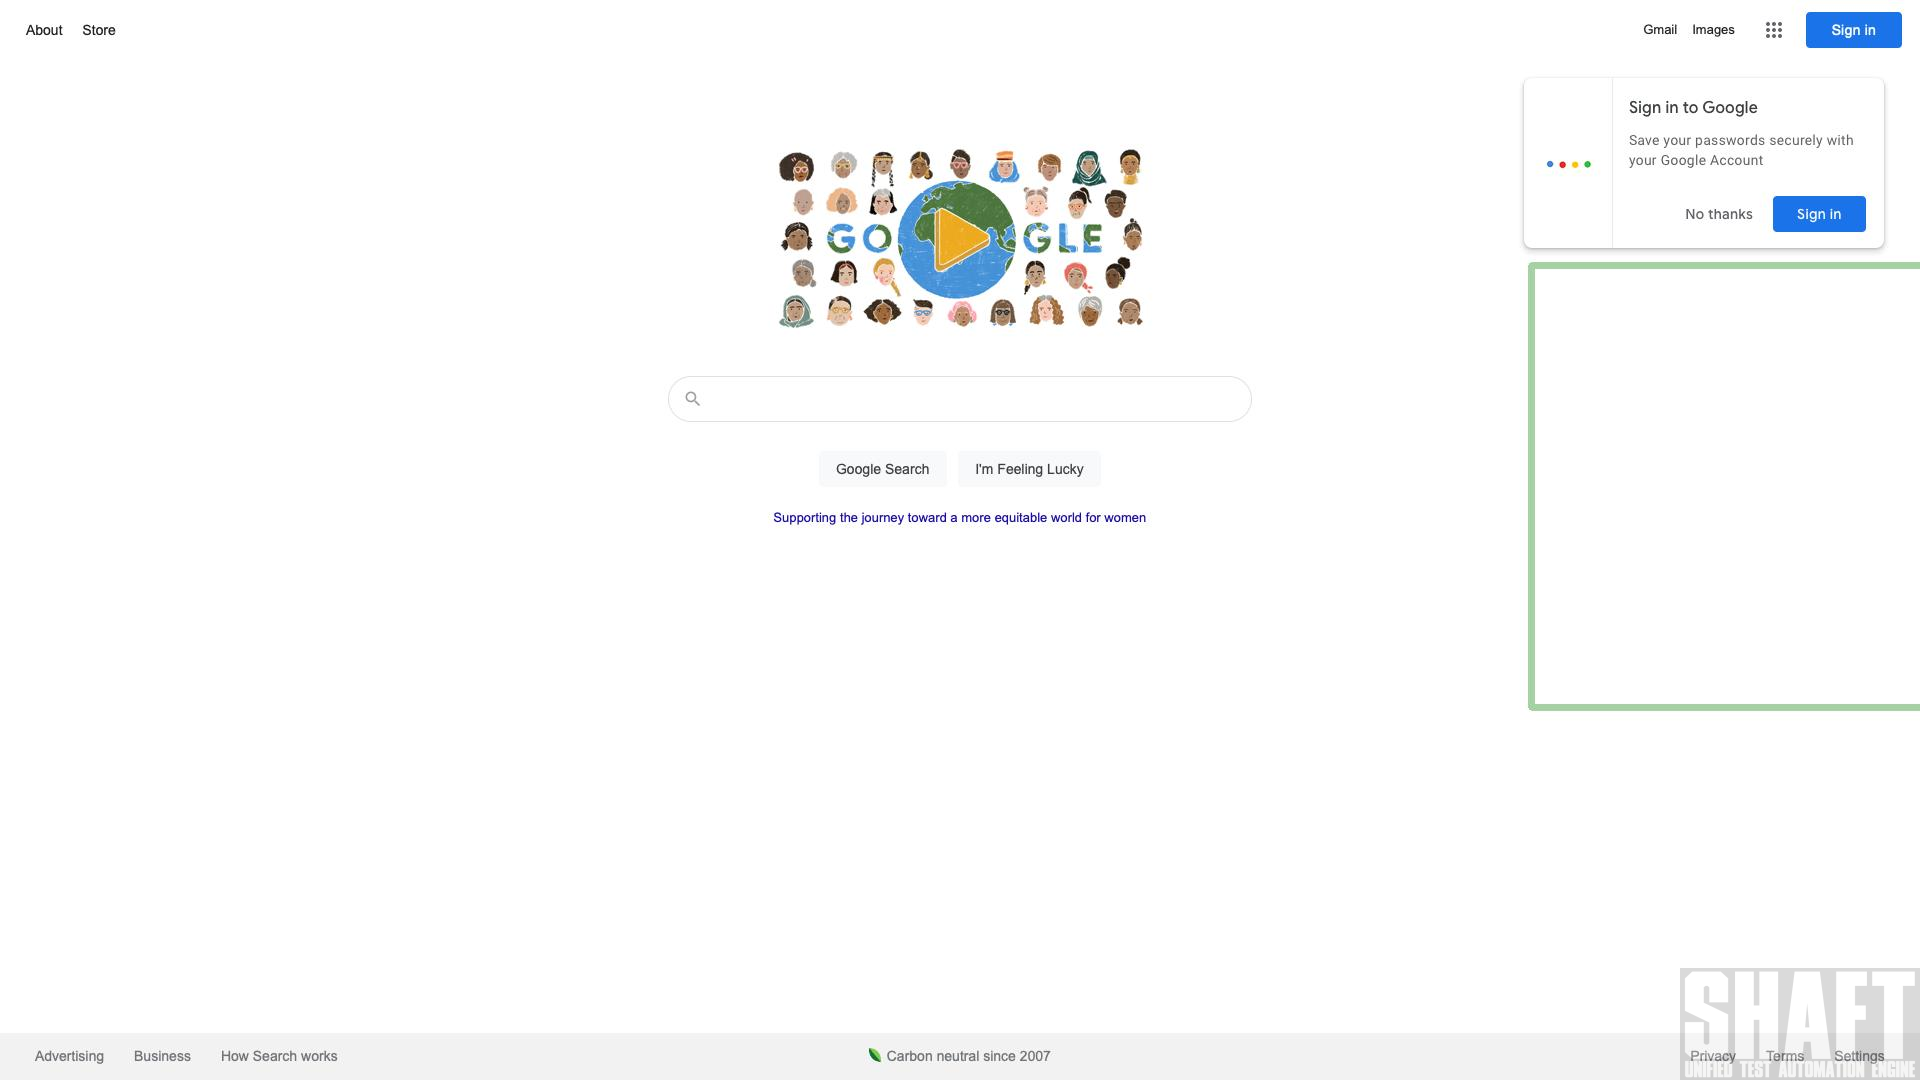 About Store
Gmail Images Sign in
Sign in to Google
Save your passwords securely with
your Google Account
No thanks Sign in
GO GLE
Google Search I'm Feeling Lucky
Supporting the journey toward a more equitable world for women
SHAFT
UNIFIED TEST AUTOMATION ENGINE
Advertising Business How Search works Carbon neutral since 2007 Privacy Terms Settings